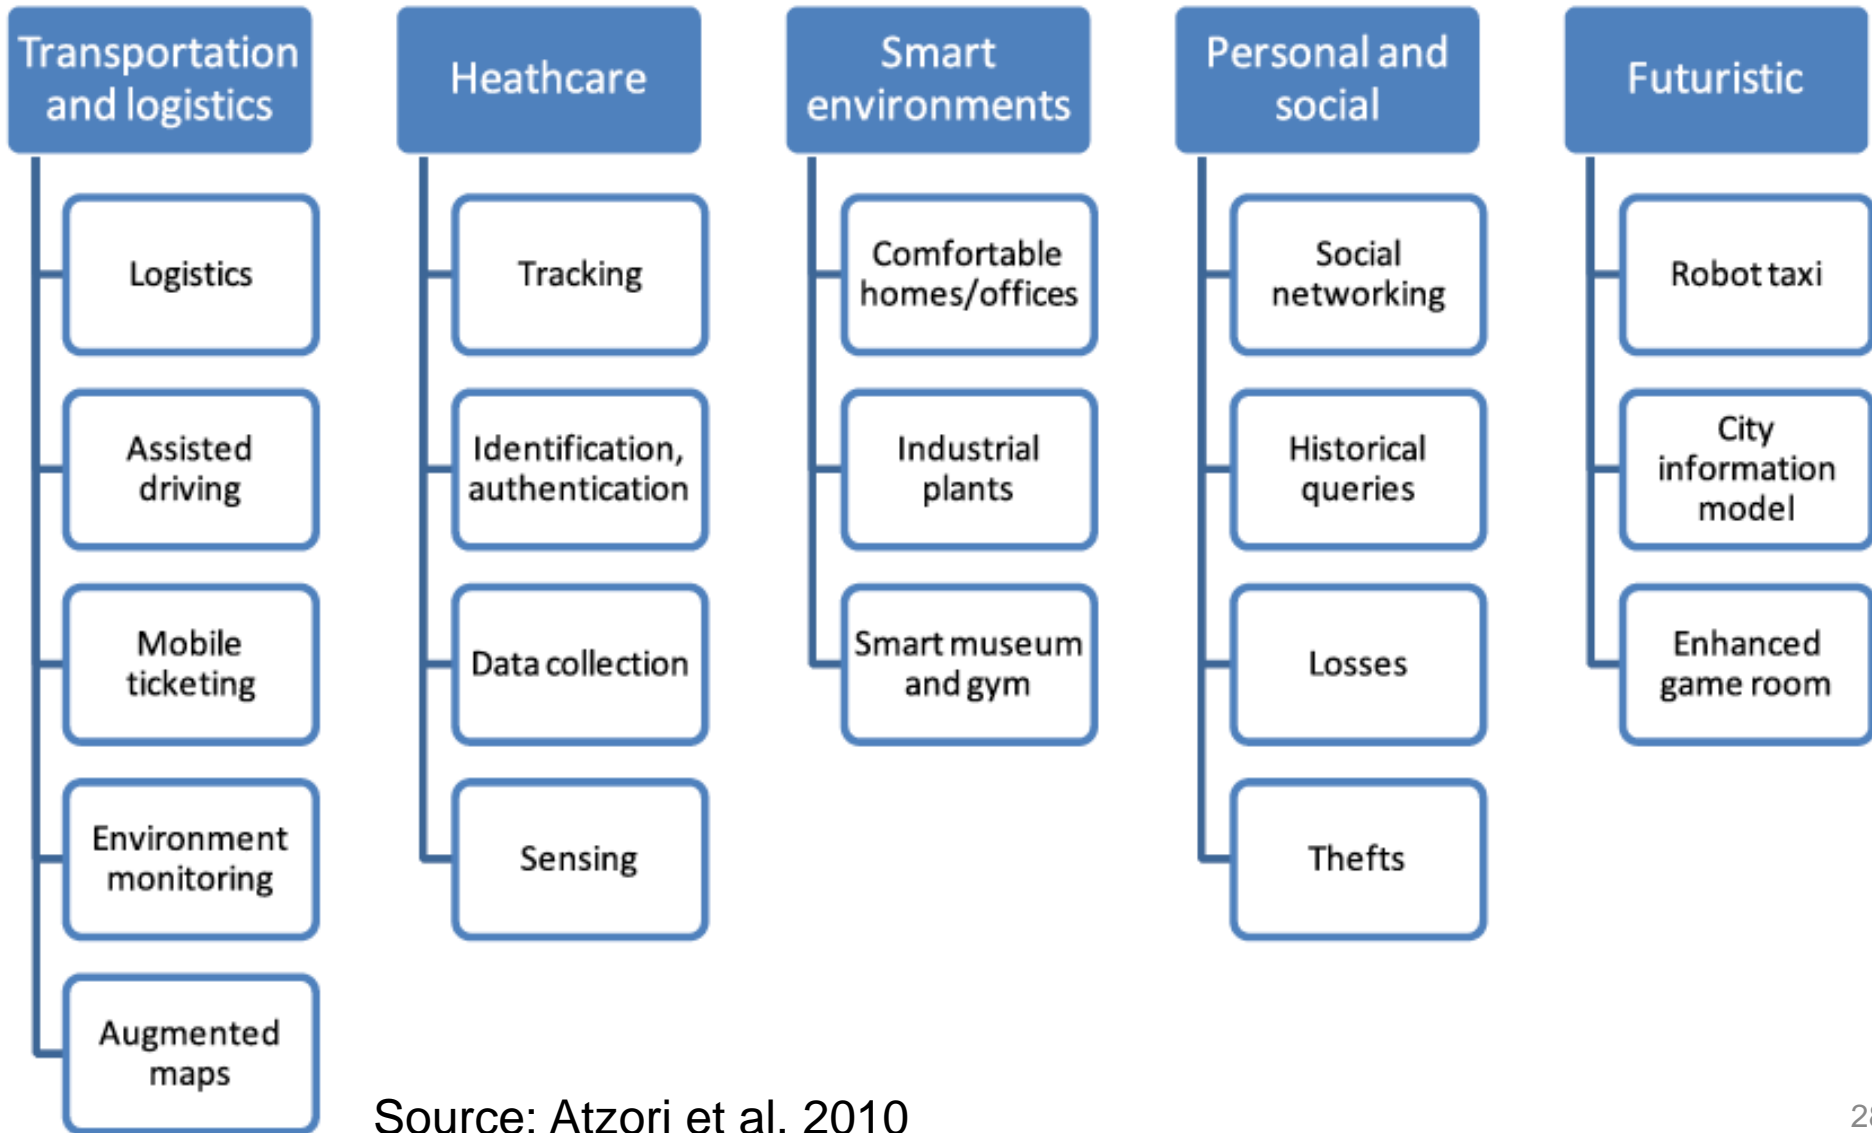 Transportation
and logistics
Logistics
Assisted
driving
Mobile
ticketing
Environment
monitoring
Augmented
maps
Heathcare
Tracking
Identification,
authentication
Data collection
Sensing
Smart
environments
Comfortable
homes/offices
Industrial
plants
Smart museum
and gym
Personal and
social
Social
networking
Historical
queries
Losses
Thefts
Futuristic
Robot taxi
City
information
model
Enhanced
game room
Source: Atzori et al. 2010